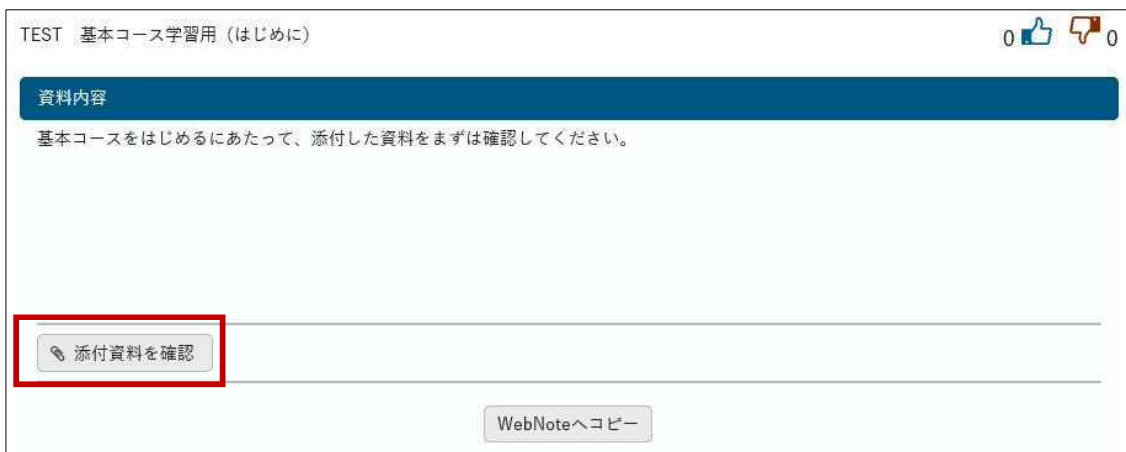 TEST　基本コース学習用（はじめに）
0 0
資料内容
基本コースをはじめるにあたって、添付した資料をまずは確認してください。
添付資料を確認
WebNoteへコピー